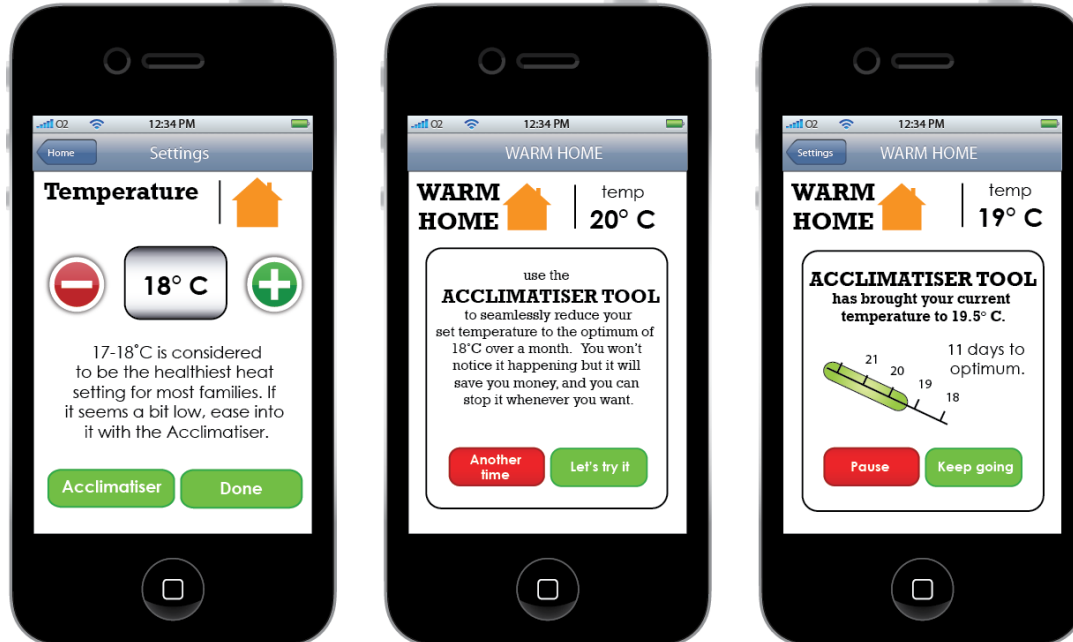 O2 12:34 PM
Home Settings
Temperature
18° C
17-18˚C is considered
to be the healthiest heat
setting for most families. If
it seems a bit low, ease into
it with the Acclimatiser.
Acclimatiser Done
O2 12:34 PM
WARM HOME
WARM
HOME
temp
20° C
use the
ACCLIMATISER TOOL
to seamlessly reduce your
set temperature to the optimum of
18°C over a month. You won't
notice it happening but it will
save you money, and you can
stop it whenever you want.
Another
time
Let's try it
O2 12:34 PM
Settings WARM HOME
WARM
HOME
temp
19° C
ACCLIMATISER TOOL
has brought your current
temperature to 19.5° C.
11 days to
optimum.
21
20
19
18
Pause Keep going